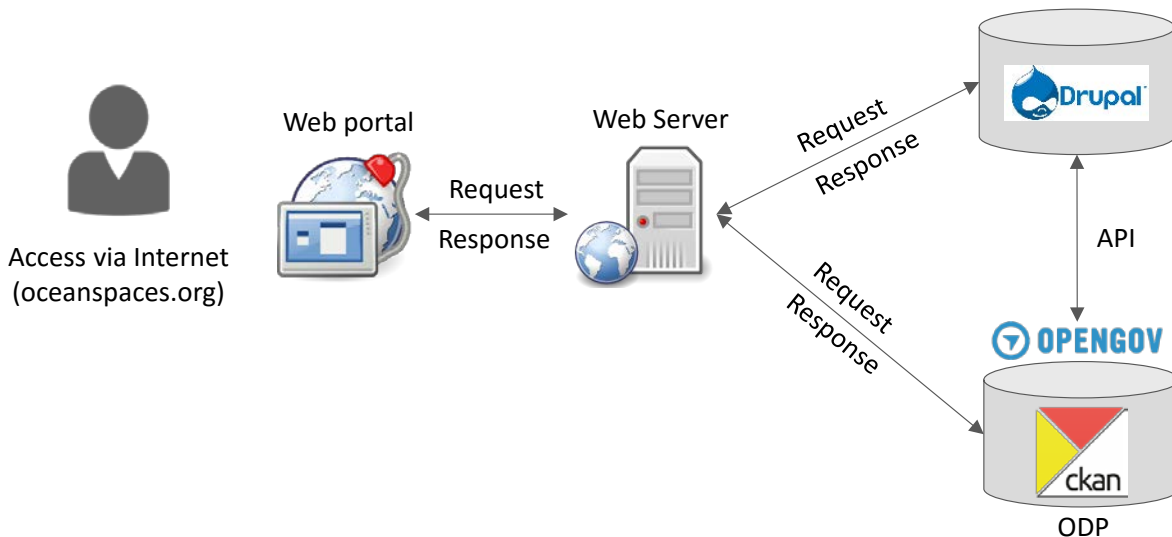 Access via Internet
(oceanspaces.org)
Web portal
Request
Response
Web Server
Request
Response
Request
Response
Drupal
API
OPENGOV
ckan
ODP